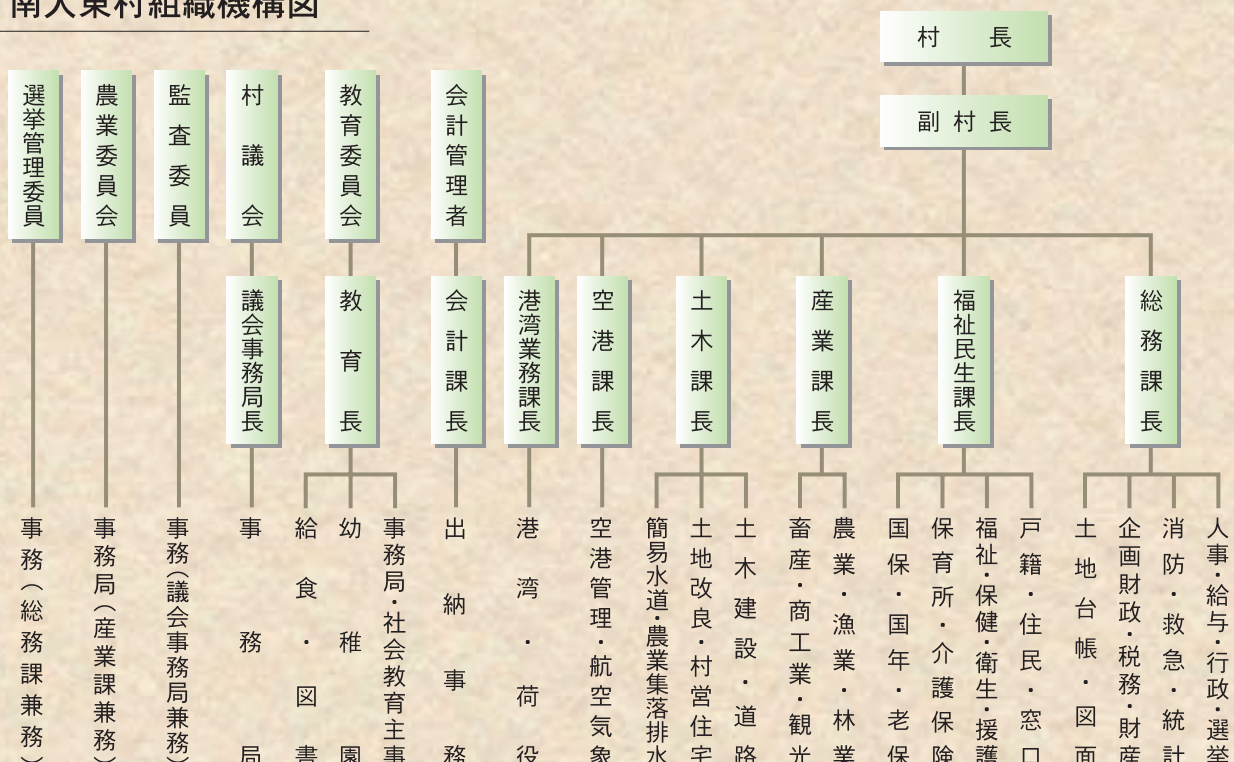 南大東村組織機構図
村長
副村長
選挙管理委員
農業委員会
監査委員
村議会
教育委員会
会計管理者
議会事務局長
教育長
会計課長
港湾業務課長
空港課長
土木課長
産業課長
福祉民生課長
総務課長
事務（総務課兼務）
事務局（産業課兼務）
事務（議会事務局兼務）
事務局
給食・図書
幼稚園
事務局・社会教育主事
出納事務
港湾・荷役
空港管理・航空気象
簡易水道・農業集落排水
土地改良・村営住宅
土木建設・道路
畜産・商工業・観光
農業・漁業・林業
国保・国年・老保
保育所・介護保険
福祉・保健・衛生・援護
戸籍・住民・窓口
土地台帳・図面
企画財政・税務・財産
消防・救急・統計
人事・給与・行政・選挙